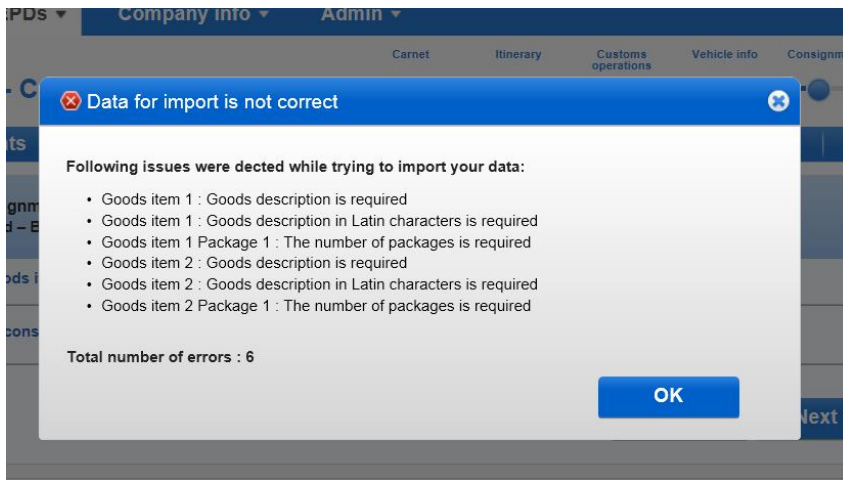 EPDs
Company info
Admin
Carnet
Itinerary
Customs
operations
Vehicle info
Data for import is not correct
Following issues were dected while trying to import your data:
• Goods item 1 : Goods description is required
• Goods item 1 : Goods description in Latin characters is required
• Goods item 1 Package 1 : The number of packages is required
• Goods item 2 : Goods description is required
• Goods item 2 : Goods description in Latin characters is required
• Goods item 2 Package 1 : The number of packages is required
Total number of errors : 6
OK
Next